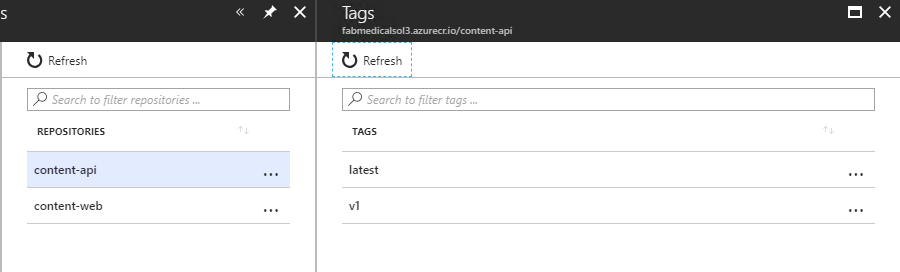 s
Refresh
Search to filter repositories ...
REPOSITORIES
content-api
...
content-web
...
Tags
fabmedicalsol3.azurecr.io/content-api
Refresh
Search to filter tags ...
TAGS
latest
...
v1
...